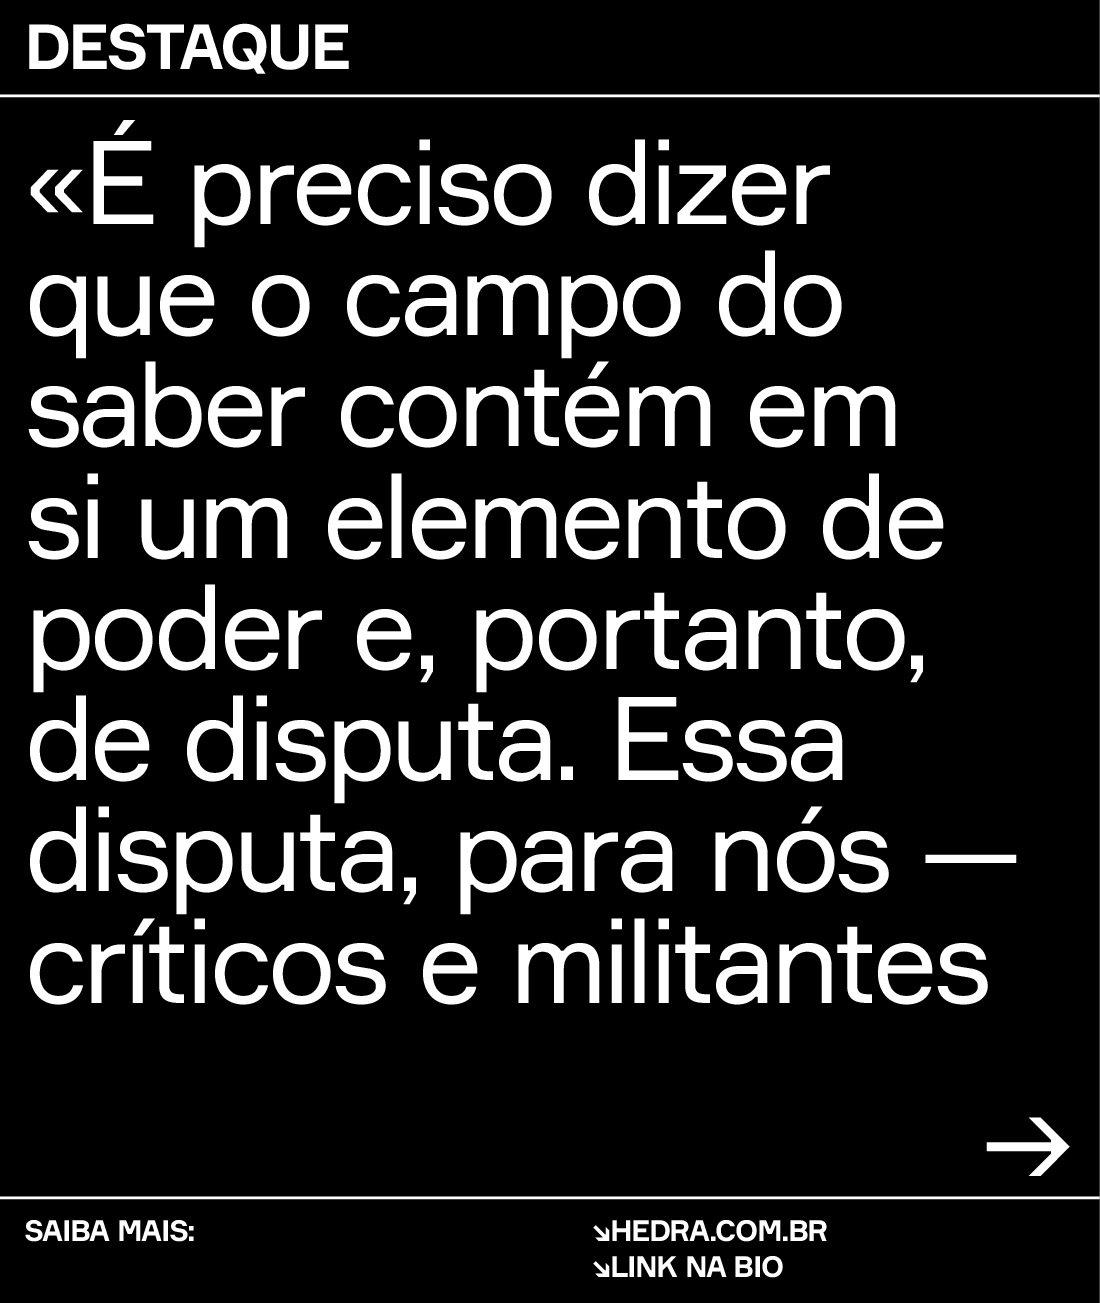 DESTAQUE
«É preciso dizer
que o campo do
saber contém em
si um elemento de
poder e, portanto,
de disputa. Essa
disputa, para nós —
críticos e militantes
→
SAIBA MAIS:
↘HEDRA.COM.BR
↘LINK NA BIO